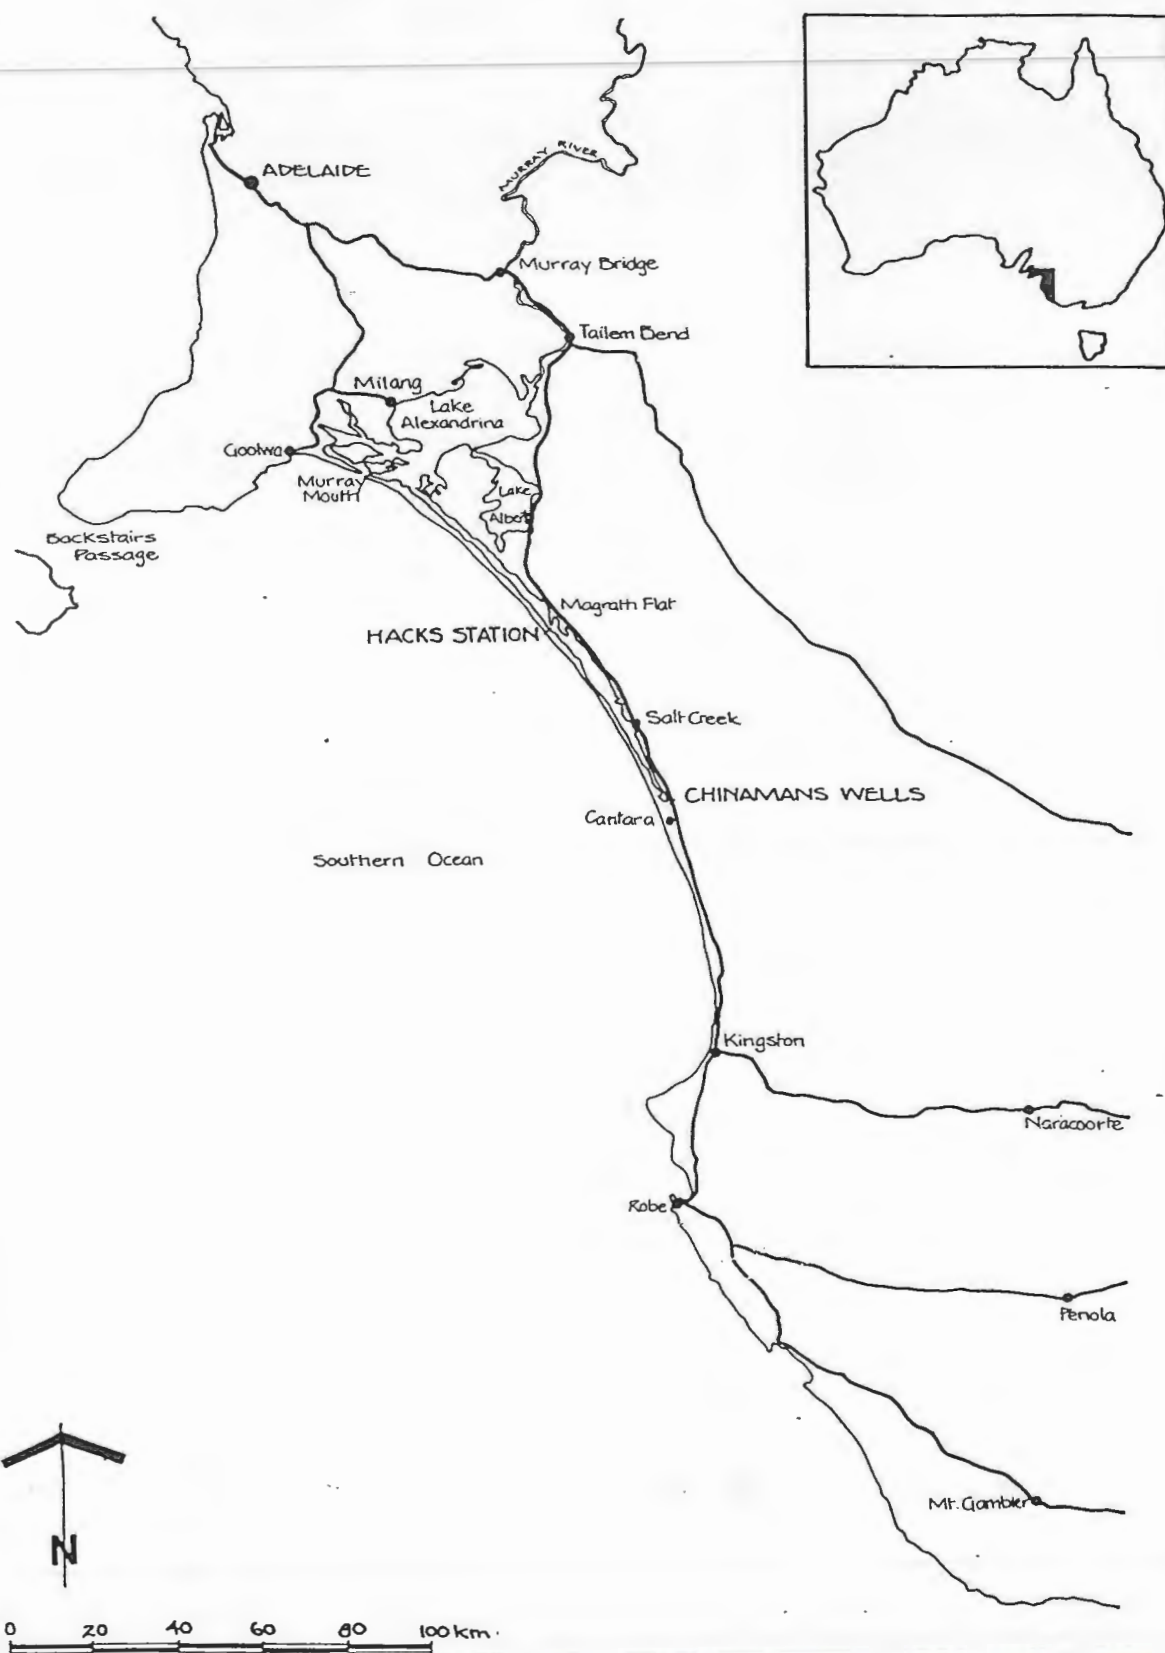 ADELAIDE
MURRAY RIVER
Murray Bridge
Tailem Bend
Milang
Lake
Alexandrina
Goolwa
Murray
Mouth
Lake
Albert
Backstairs
Passage
Magrath Flat
HACKS STATION
Salt Creek
CHINAMANS WELLS
Cantara
Southern Ocean
Kingston
Naracoorte
Robe
Penola
Mt. Gambier
N
0 20 40 60 80 100 km.